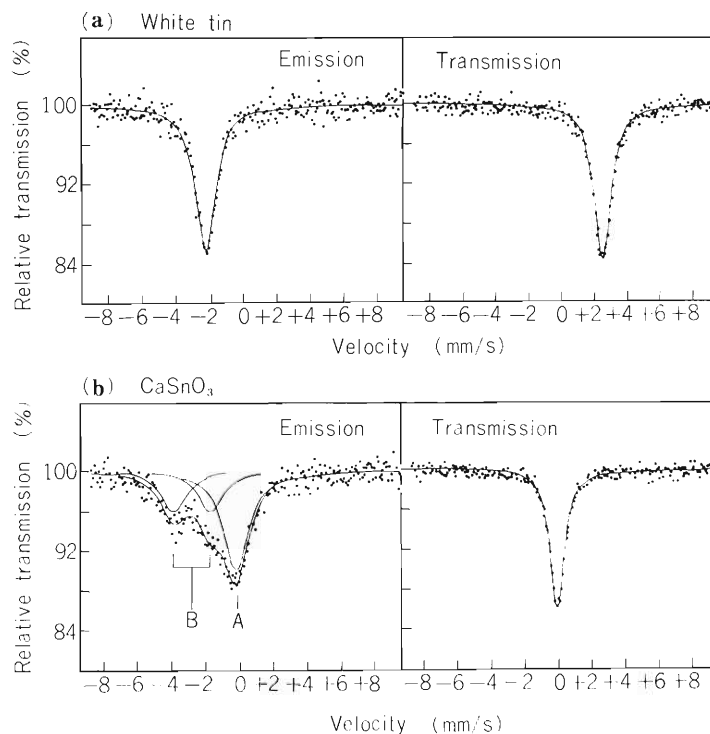 (a) White tin
Emission
Transmission
Relative transmission (%)
100
92
84
−8 −6 −4 −2 0 +2 +4 +6 +8
−8 −6 −4 −2 0 +2 +4 +6 +8
Velocity (mm/s)
(b) CaSnO₃
Emission
Transmission
Relative transmission (%)
100
92
84
B A
−8 −6 −4 −2 0 +2 +4 +6 +8
−8 −6 −4 −2 0 +2 +4 +6 +8
Velocity (mm/s)